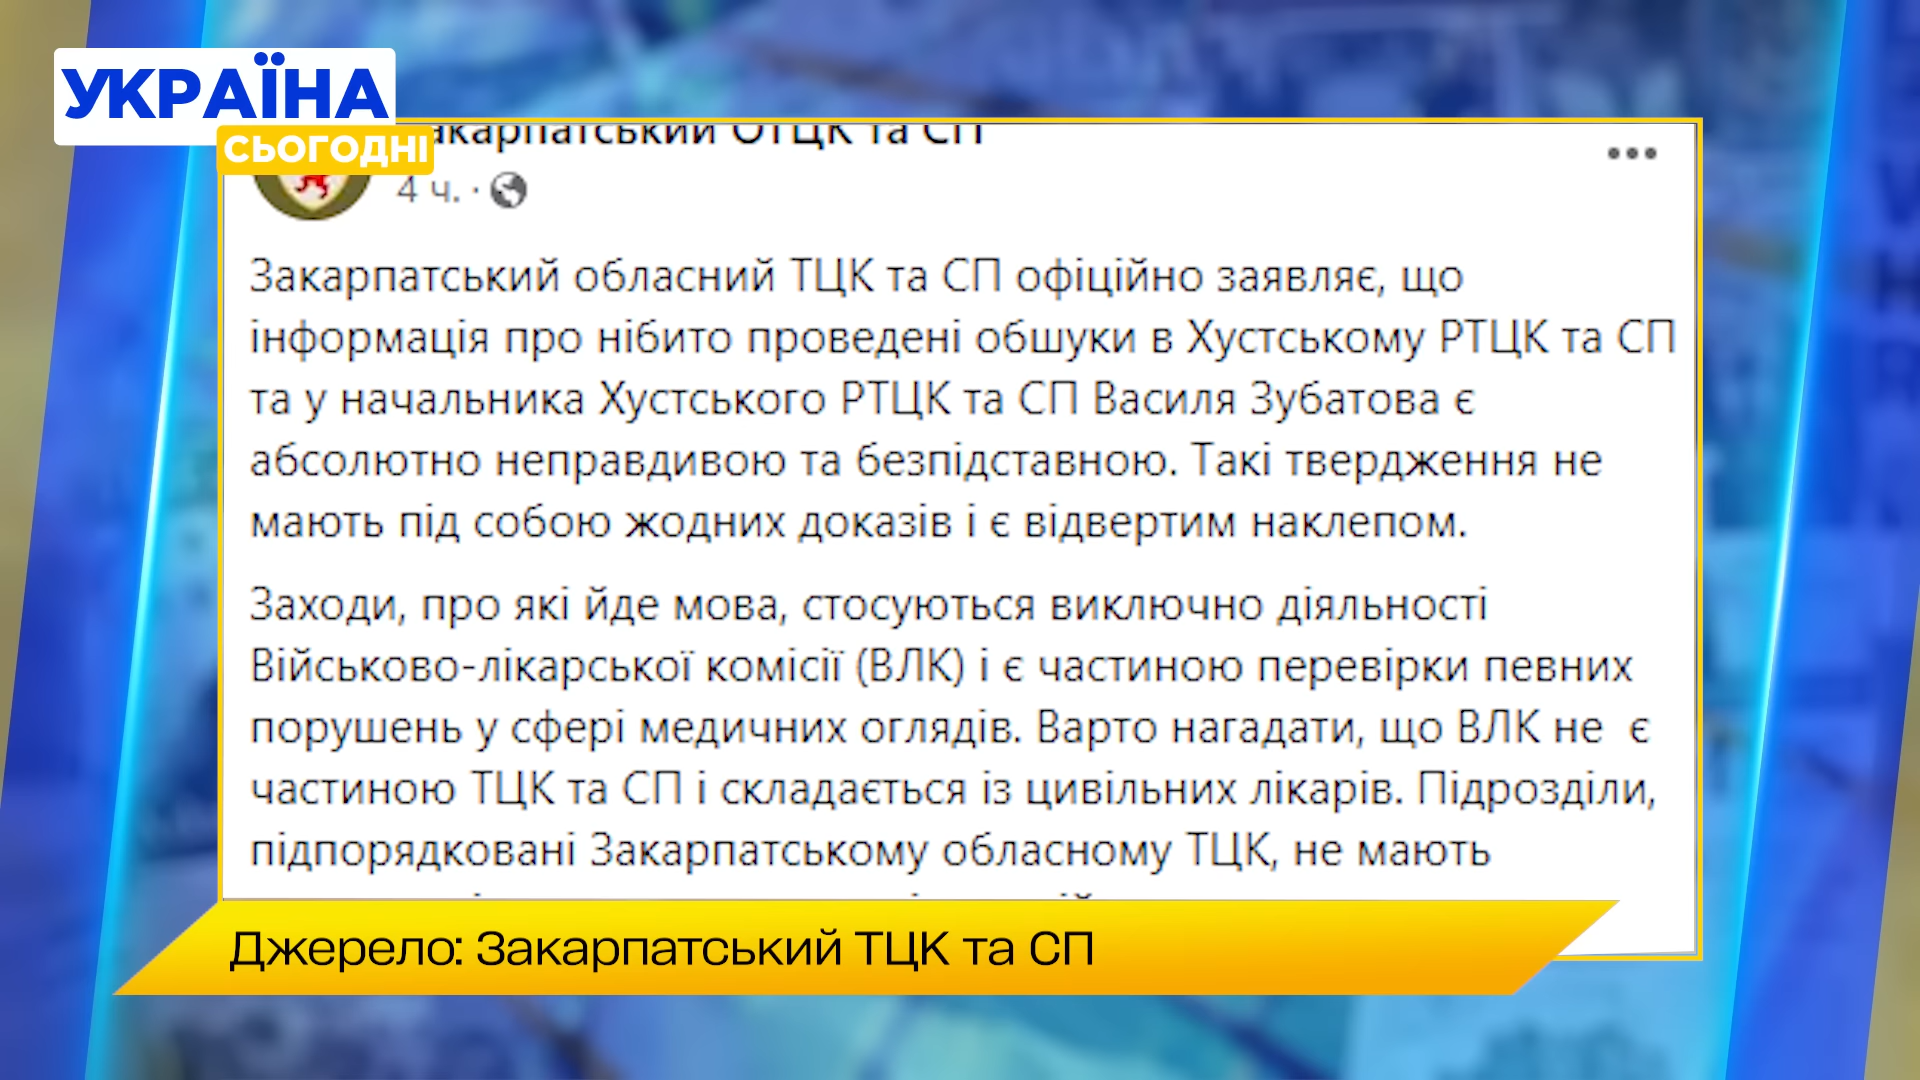 УКРАЇНА
СЬОГОДНІ
акарпатський ОТЦК та СП
4 ч. ·
Закарпатський обласний ТЦК та СП офіційно заявляє, що
інформація про нібито проведені обшуки в Хустському РТЦК та СП
та у начальника Хустського РТЦК та СП Василя Зубатова є
абсолютно неправдивою та безпідставною. Такі твердження не
мають під собою жодних доказів і є відвертим наклепом.
Заходи, про які йде мова, стосуються виключно діяльності
Військово-лікарської комісії (ВЛК) і є частиною перевірки певних
порушень у сфері медичних оглядів. Варто нагадати, що ВЛК не є
частиною ТЦК та СП і складається із цивільних лікарів. Підрозділи,
підпорядковані Закарпатському обласному ТЦК, не мають
Джерело: Закарпатський ТЦК та СП